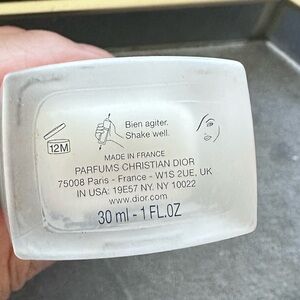 Bien agiter.
Shake well.
12M
MADE IN FRANCE
PARFUMS CHRISTIAN DIOR
75008 Paris - France - W1S 2UE, UK
IN USA: 19E57 NY. NY 10022
www.dior.com
30 ml - 1 FL.OZ